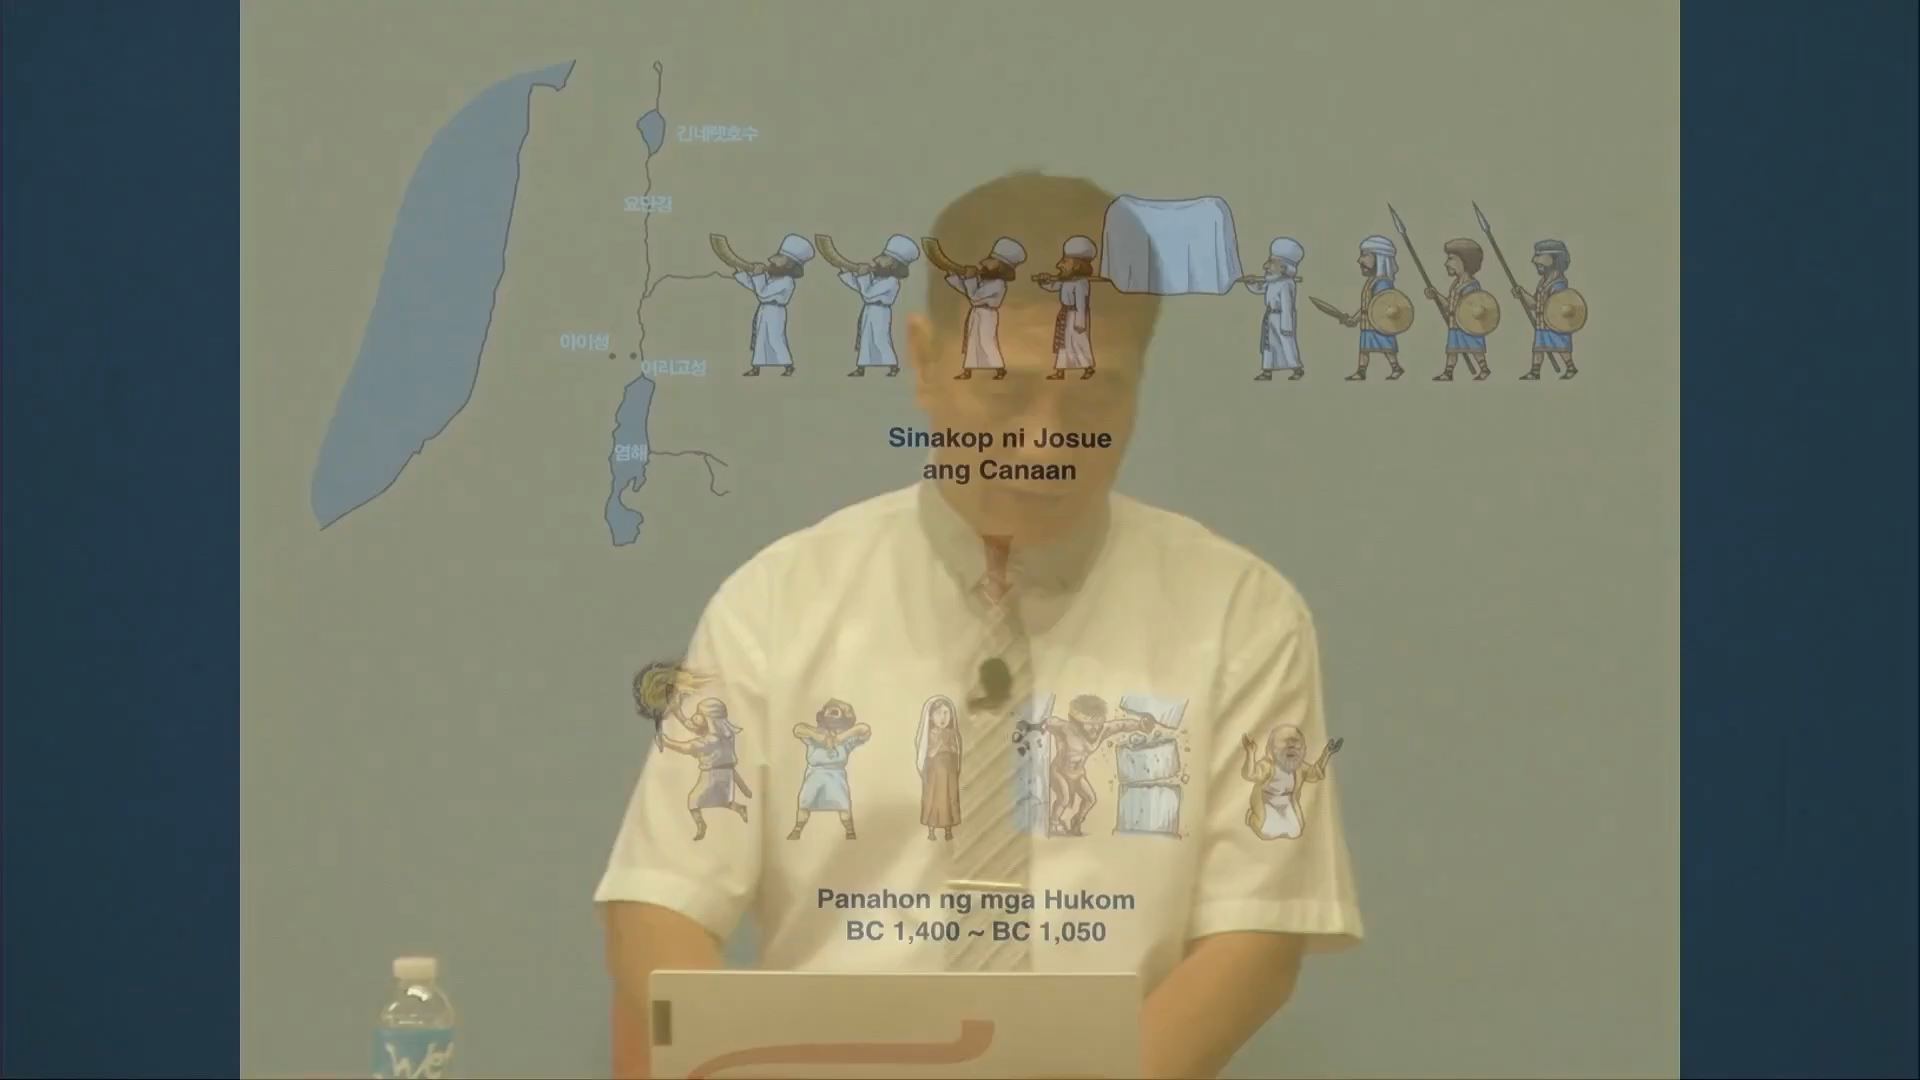 긴네렛호수
요단강
아이성
여리고성
염해
Sinakop ni Josue
ang Canaan
Panahon ng mga Hukom
BC 1,400 ~ BC 1,050